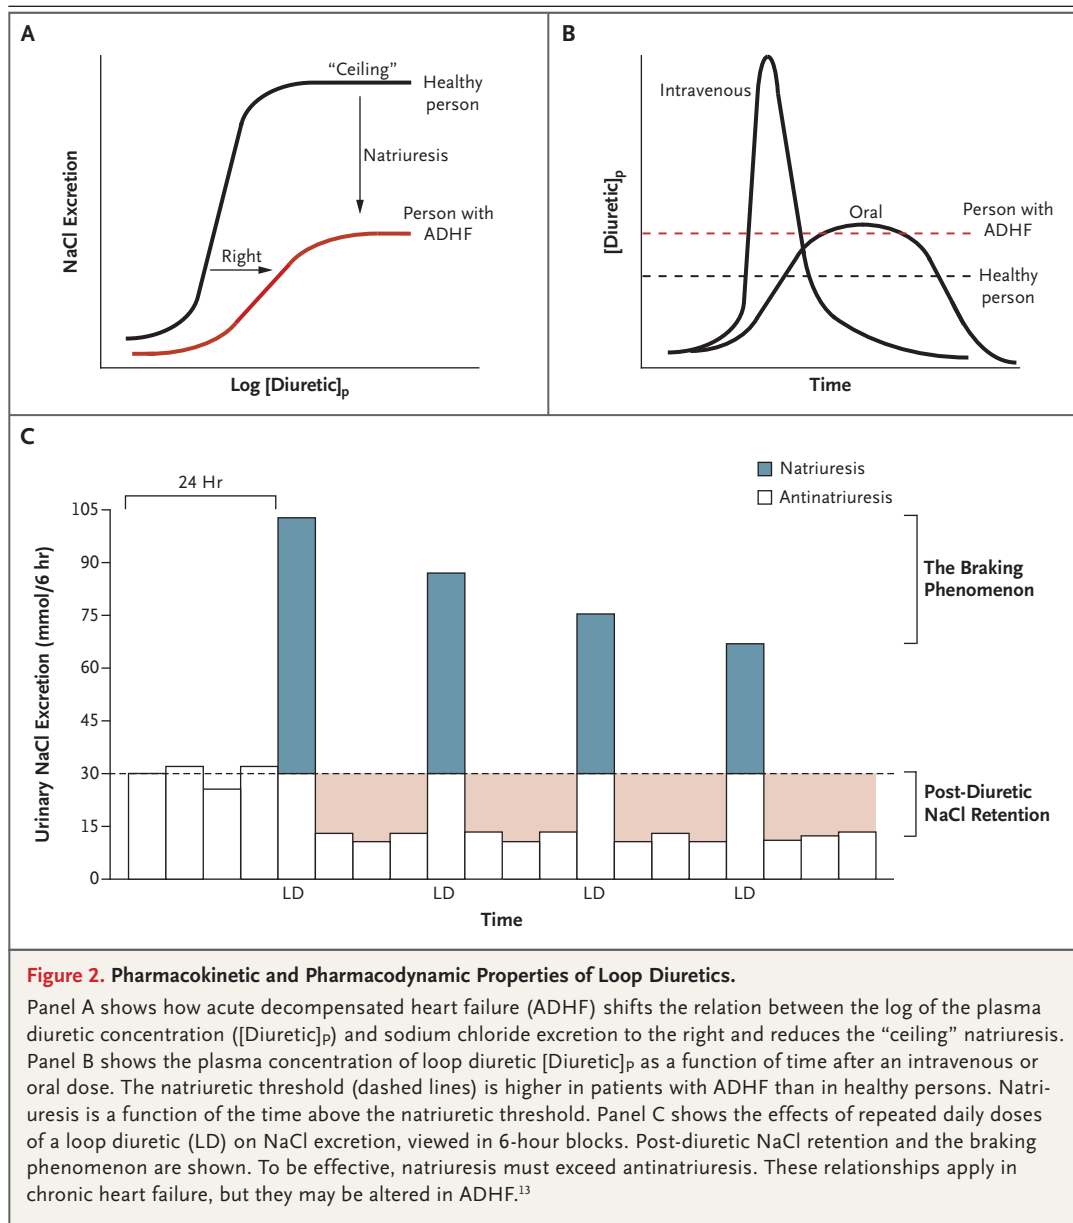 A
NaCl Excretion
"Ceiling"
Healthy
person
Natriuresis
Person with
ADHF
Right
Log [Diuretic]p
B
[Diuretic]p
Intravenous
Oral
Person with
ADHF
Healthy
person
Time
C
Urinary NaCl Excretion (mmol/6 hr)
24 Hr
Natriuresis
Antinatriuresis
105
90
75
60
45
30
15
0
The Braking
Phenomenon
Post-Diuretic
NaCl Retention
LD
LD
LD
LD
Time
Figure 2. Pharmacokinetic and Pharmacodynamic Properties of Loop Diuretics.
Panel A shows how acute decompensated heart failure (ADHF) shifts the relation between the log of the plasma
diuretic concentration ([Diuretic]p) and sodium chloride excretion to the right and reduces the "ceiling" natriuresis.
Panel B shows the plasma concentration of loop diuretic [Diuretic]p as a function of time after an intravenous or
oral dose. The natriuretic threshold (dashed lines) is higher in patients with ADHF than in healthy persons. Natri-
uresis is a function of the time above the natriuretic threshold. Panel C shows the effects of repeated daily doses
of a loop diuretic (LD) on NaCl excretion, viewed in 6-hour blocks. Post-diuretic NaCl retention and the braking
phenomenon are shown. To be effective, natriuresis must exceed antinatriuresis. These relationships apply in
chronic heart failure, but they may be altered in ADHF.13